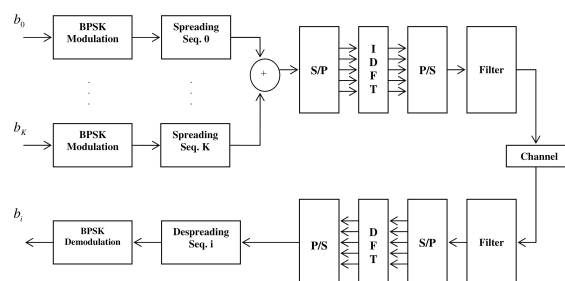 b0
BPSK
Modulation
Spreading
Seq. 0
+
S/P
I
D
F
T
P/S
Filter
. .
. .
. .
bK
BPSK
Modulation
Spreading
Seq. K
Channel
bi
BPSK
Demodulation
Despreading
Seq. i
P/S
D
F
T
S/P
Filter